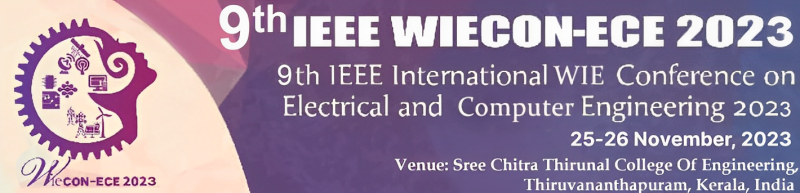 9th IEEE WIECON-ECE 2023
9th IEEE International WIE Conference on
Electrical and Computer Engineering 2023
25-26 November, 2023
Venue: Sree Chitra Thirunal College Of Engineering,
Thiruvananthapuram, Kerala, India
WieCON-ECE 2023